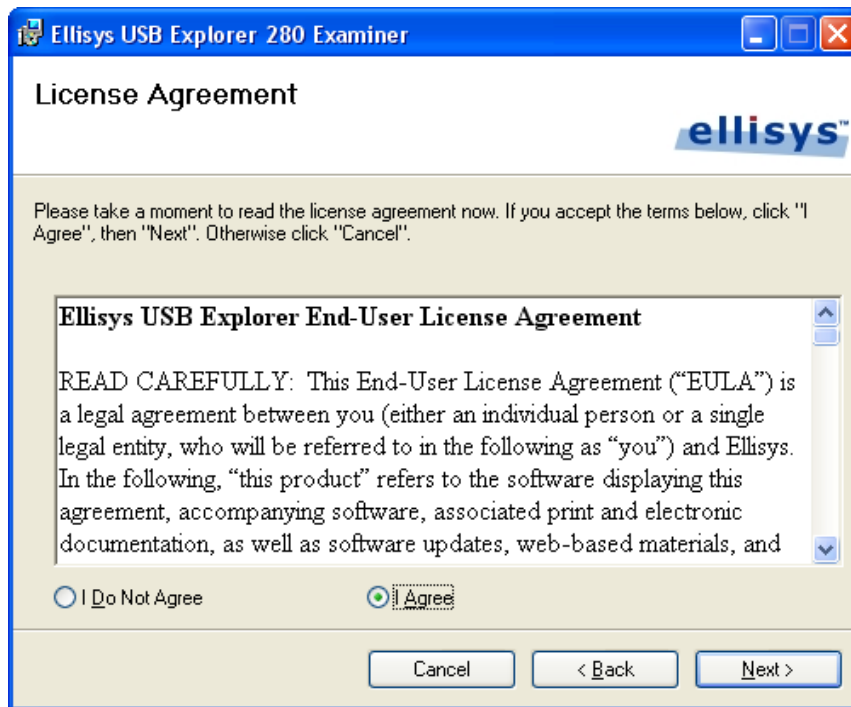 Ellisys USB Explorer 280 Examiner
License Agreement
ellisys™
Please take a moment to read the license agreement now. If you accept the terms below, click "I
Agree", then "Next". Otherwise click "Cancel".
Ellisys USB Explorer End-User License Agreement
READ CAREFULLY:  This End-User License Agreement (“EULA”) is
a legal agreement between you (either an individual person or a single
legal entity, who will be referred to in the following as “you”) and Ellisys.
In the following, “this product” refers to the software displaying this
agreement, accompanying software, associated print and electronic
documentation, as well as software updates, web-based materials, and
I Do Not Agree
I Agree
Cancel
< Back
Next >